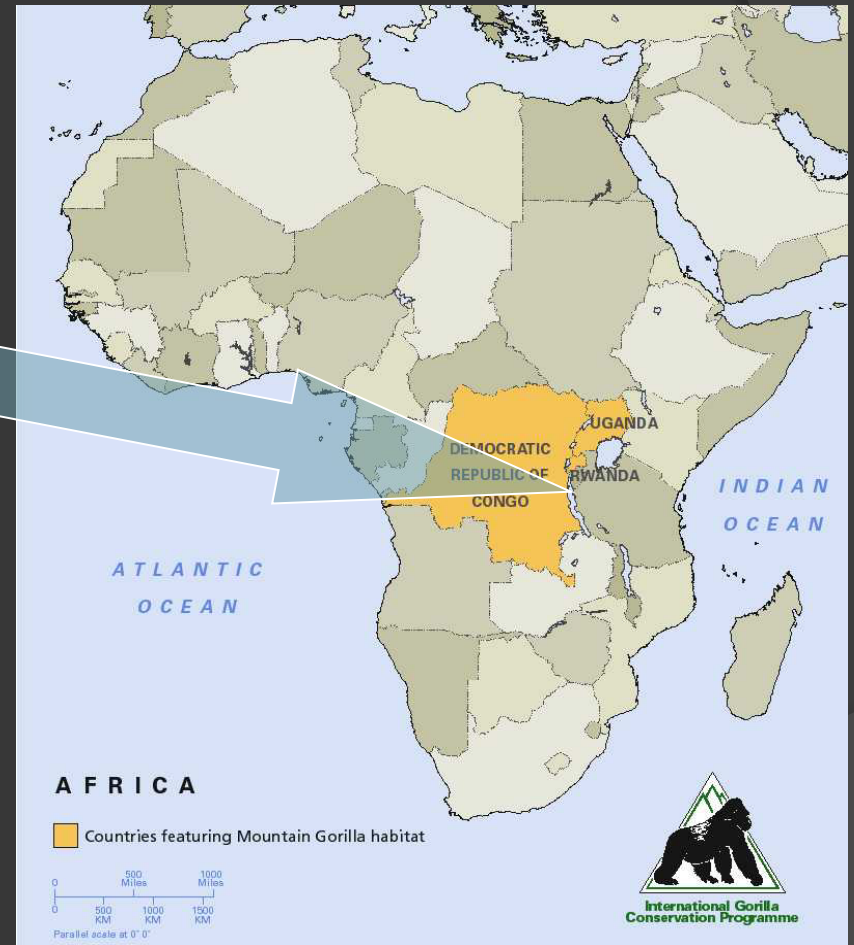 UGANDA
DEMOCRATIC
REPUBLIC OF
RWANDA
CONGO
INDIAN
OCEAN
ATLANTIC
OCEAN
AFRICA
Countries featuring Mountain Gorilla habitat
0 500 Miles 1000 Miles
0 500 KM 1000 KM 1500 KM
Parallel scale at 0° 0°
International Gorilla
Conservation Programme